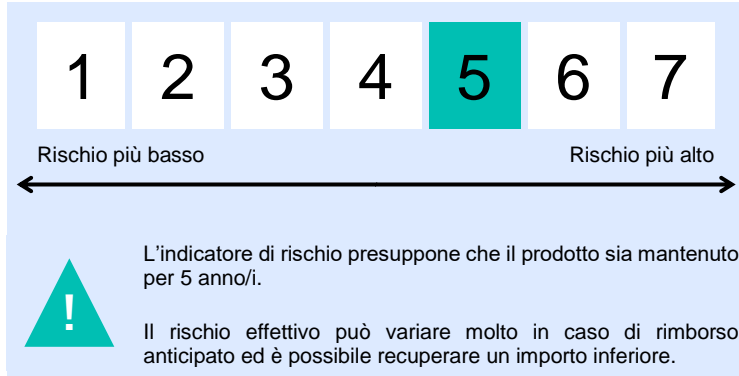 1 2 3 4 5 6 7
Rischio più basso Rischio più alto
L'indicatore di rischio presuppone che il prodotto sia mantenuto
per 5 anno/i.
!
Il rischio effettivo può variare molto in caso di rimborso
anticipato ed è possibile recuperare un importo inferiore.